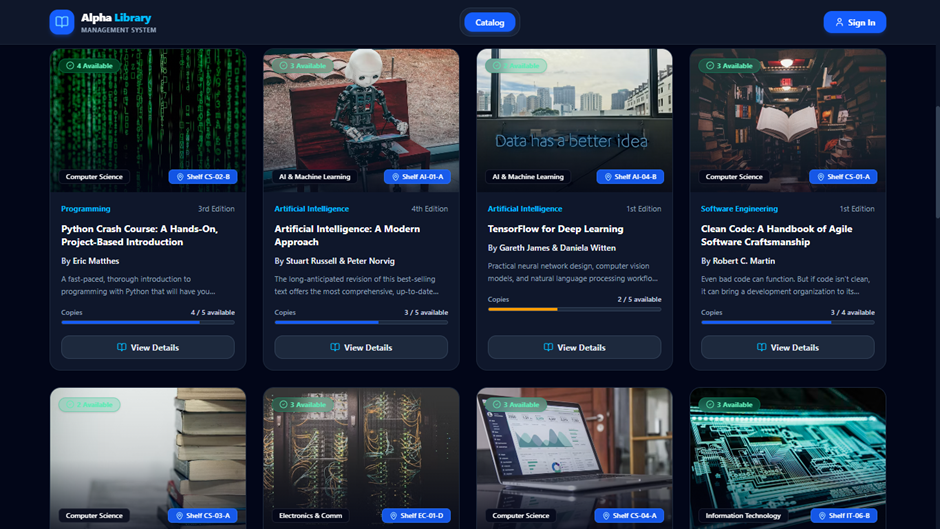 Alpha Library
MANAGEMENT SYSTEM
Catalog
Sign In
4 Available
Computer Science
Shelf CS-02-B
Programming
3rd Edition
Python Crash Course: A Hands-On,
Project-Based Introduction
By Eric Matthes
A fast-paced, thorough introduction to
programming with Python that will have you...
Copies
4 / 5 available
View Details
3 Available
AI & Machine Learning
Shelf AI-01-A
Artificial Intelligence
4th Edition
Artificial Intelligence: A Modern
Approach
By Stuart Russell & Peter Norvig
The long-anticipated revision of this best-selling
text offers the most comprehensive, up-to-date...
Copies
3 / 5 available
View Details
Available
Data has a better idea
AI & Machine Learning
Shelf AI-04-B
Artificial Intelligence
1st Edition
TensorFlow for Deep Learning
By Gareth James & Daniela Witten
Practical neural network design, computer vision
models, and natural language processing workflo...
Copies
2 / 5 available
View Details
3 Available
Computer Science
Shelf CS-01-A
Software Engineering
1st Edition
Clean Code: A Handbook of Agile
Software Craftsmanship
By Robert C. Martin
Even bad code can function. But if code isn't clean,
it can bring a development organization to its...
Copies
3 / 4 available
View Details
Available
Computer Science
Shelf CS-03-A
3 Available
Electronics & Comm
Shelf EC-01-D
3 Available
Computer Science
Shelf CS-04-A
3 Available
Information Technology
Shelf IT-06-B